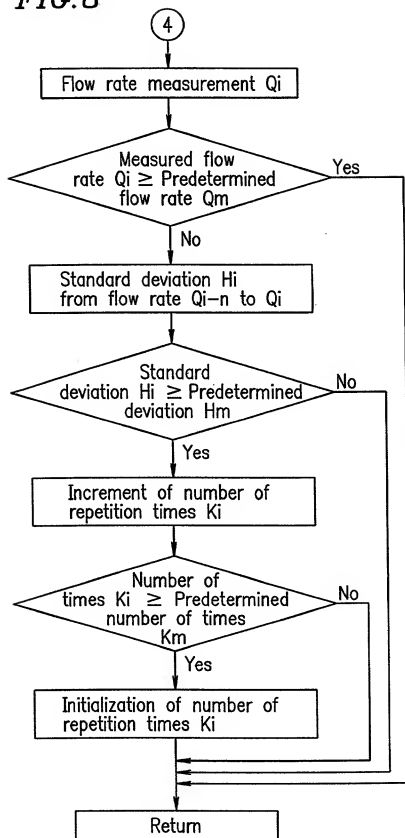 4
Flow rate measurement Qi
Measured flow
rate Qi ≥ Predetermined
flow rate Qm
Yes
No
Standard deviation Hi
from flow rate Qi-n to Qi
Standard
deviation Hi ≥ Predetermined
deviation Hm
No
Yes
Increment of number of
repetition times Ki
Number of
times Ki ≥ Predetermined
number of times
Km
No
Yes
Initialization of number of
repetition times Ki
Return